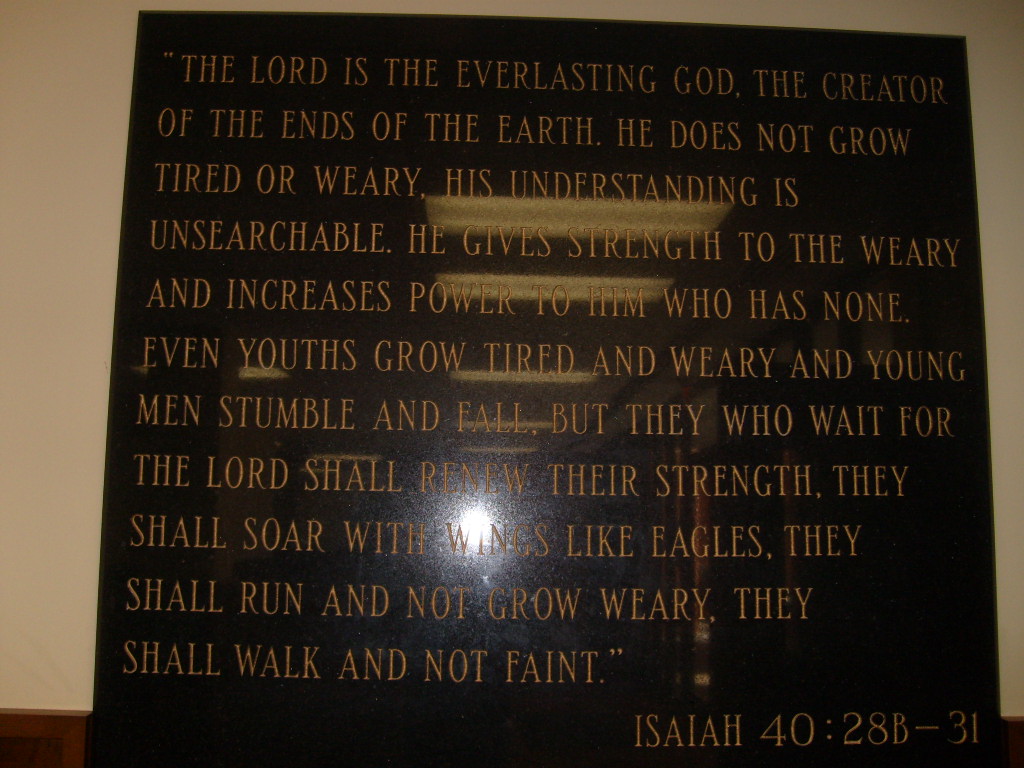 "THE LORD IS THE EVERLASTING GOD, THE CREATOR
OF THE ENDS OF THE EARTH. HE DOES NOT GROW
TIRED OR WEARY, HIS UNDERSTANDING IS
UNSEARCHABLE. HE GIVES STRENGTH TO THE WEARY
AND INCREASES POWER TO HIM WHO HAS NONE.
EVEN YOUTHS GROW TIRED AND WEARY AND YOUNG
MEN STUMBLE AND FALL, BUT THEY WHO WAIT FOR
THE LORD SHALL RENEW THEIR STRENGTH, THEY
SHALL SOAR WITH WINGS LIKE EAGLES, THEY
SHALL RUN AND NOT GROW WEARY, THEY
SHALL WALK AND NOT FAINT."
ISAIAH 40:28B-31